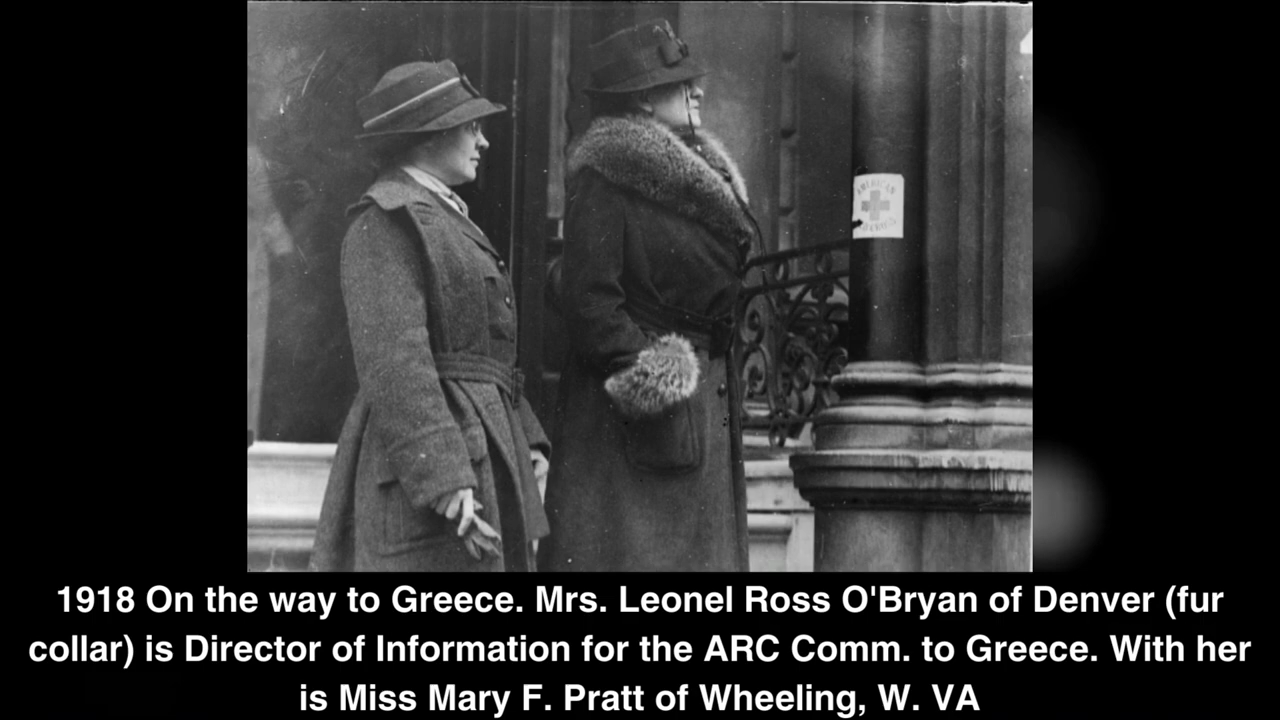 AMERICAN
1918 On the way to Greece. Mrs. Leonel Ross O'Bryan of Denver (fur
collar) is Director of Information for the ARC Comm. to Greece. With her
is Miss Mary F. Pratt of Wheeling, W. VA